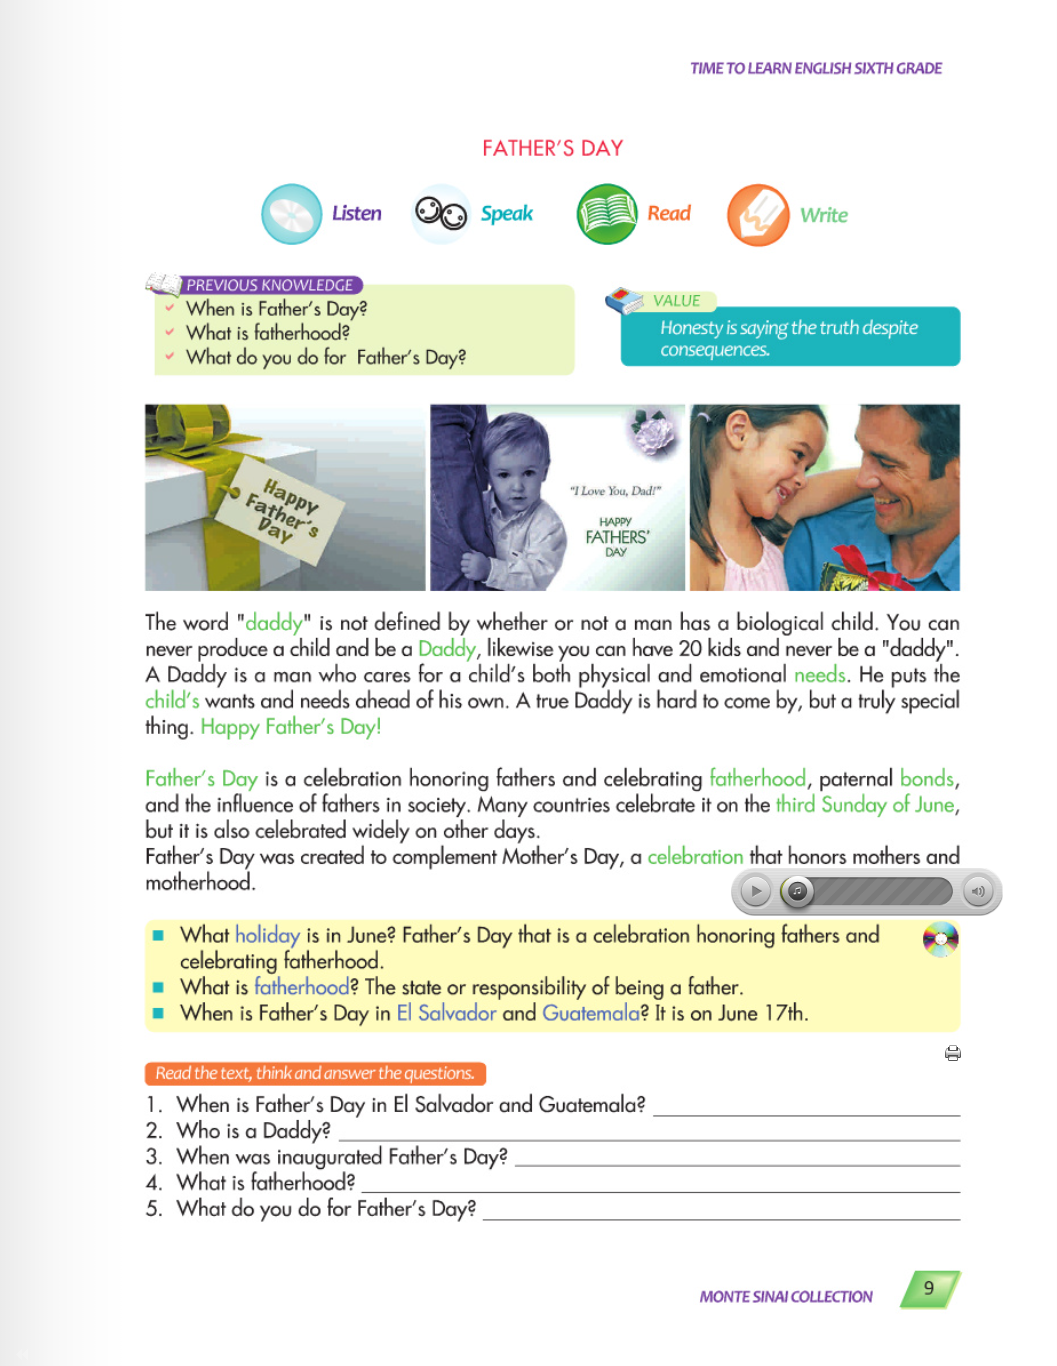 TIME TO LEARN ENGLISH SIXTH GRADE
FATHER'S DAY
Listen
Speak
Read
Write
PREVIOUS KNOWLEDGE
When is Father's Day?
What is fatherhood?
What do you do for Father's Day?
VALUE
Honesty is saying the truth despite
consequences.
Happy
Father's
Day
"I Love You, Dad!"
HAPPY
FATHERS'
DAY
The word "daddy" is not defined by whether or not a man has a biological child. You can
never produce a child and be a Daddy, likewise you can have 20 kids and never be a "daddy".
A Daddy is a man who cares for a child's both physical and emotional needs. He puts the
child's wants and needs ahead of his own. A true Daddy is hard to come by, but a truly special
thing. Happy Father's Day!
Father's Day is a celebration honoring fathers and celebrating fatherhood, paternal bonds,
and the influence of fathers in society. Many countries celebrate it on the third Sunday of June,
but it is also celebrated widely on other days.
Father's Day was created to complement Mother's Day, a celebration that honors mothers and
motherhood.
What holiday is in June? Father's Day that is a celebration honoring fathers and
celebrating fatherhood.
What is fatherhood? The state or responsibility of being a father.
When is Father's Day in El Salvador and Guatemala? It is on June 17th.
Read the text, think and answer the questions.
1. When is Father's Day in El Salvador and Guatemala?
2. Who is a Daddy?
3. When was inaugurated Father's Day?
4. What is fatherhood?
5. What do you do for Father's Day?
MONTE SINAI COLLECTION
9